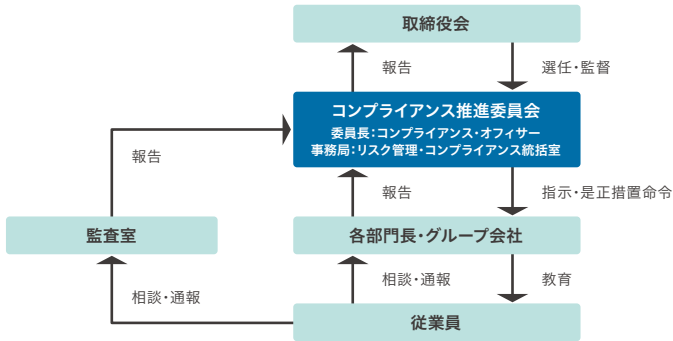 取締役会
報告
選任・監督
コンプライアンス推進委員会
委員長：コンプライアンス・オフィサー
事務局：リスク管理・コンプライアンス統括室
報告
報告
指示・是正措置命令
監査室
各部門長・グループ会社
相談・通報
相談・通報
教育
従業員